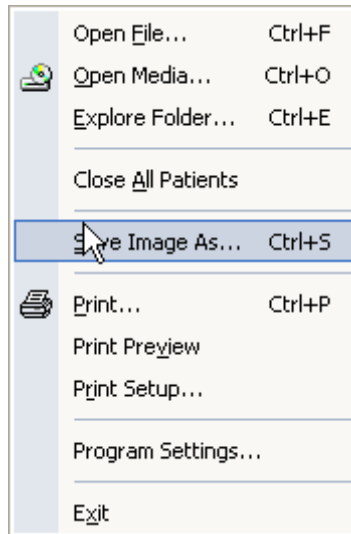 Open File... Ctrl+F
Open Media... Ctrl+O
Explore Folder... Ctrl+E
Close All Patients
Save Image As... Ctrl+S
Print... Ctrl+P
Print Preview
Print Setup...
Program Settings...
Exit